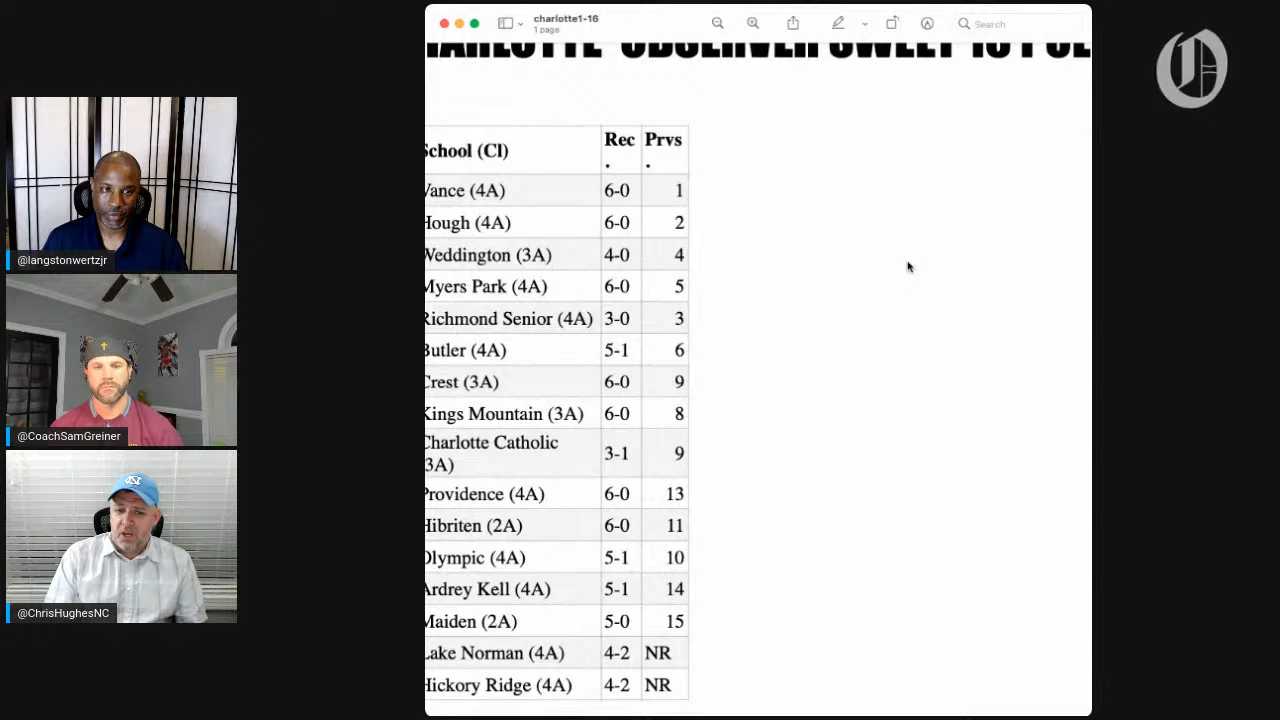 charlotte1-16
1 page
Search
CHARLOTTE OBSERVER SWEET 16 POL
School (Cl) Rec. Prvs.
Vance (4A) 6-0 1
Hough (4A) 6-0 2
Weddington (3A) 4-0 4
Myers Park (4A) 6-0 5
Richmond Senior (4A) 3-0 3
Butler (4A) 5-1 6
Crest (3A) 6-0 9
Kings Mountain (3A) 6-0 8
Charlotte Catholic
(3A) 3-1 9
Providence (4A) 6-0 13
Hibriten (2A) 6-0 11
Olympic (4A) 5-1 10
Ardrey Kell (4A) 5-1 14
Maiden (2A) 5-0 15
Lake Norman (4A) 4-2 NR
Hickory Ridge (4A) 4-2 NR
@langstonwertzjr
@CoachSamGreiner
@ChrisHughesNC
O